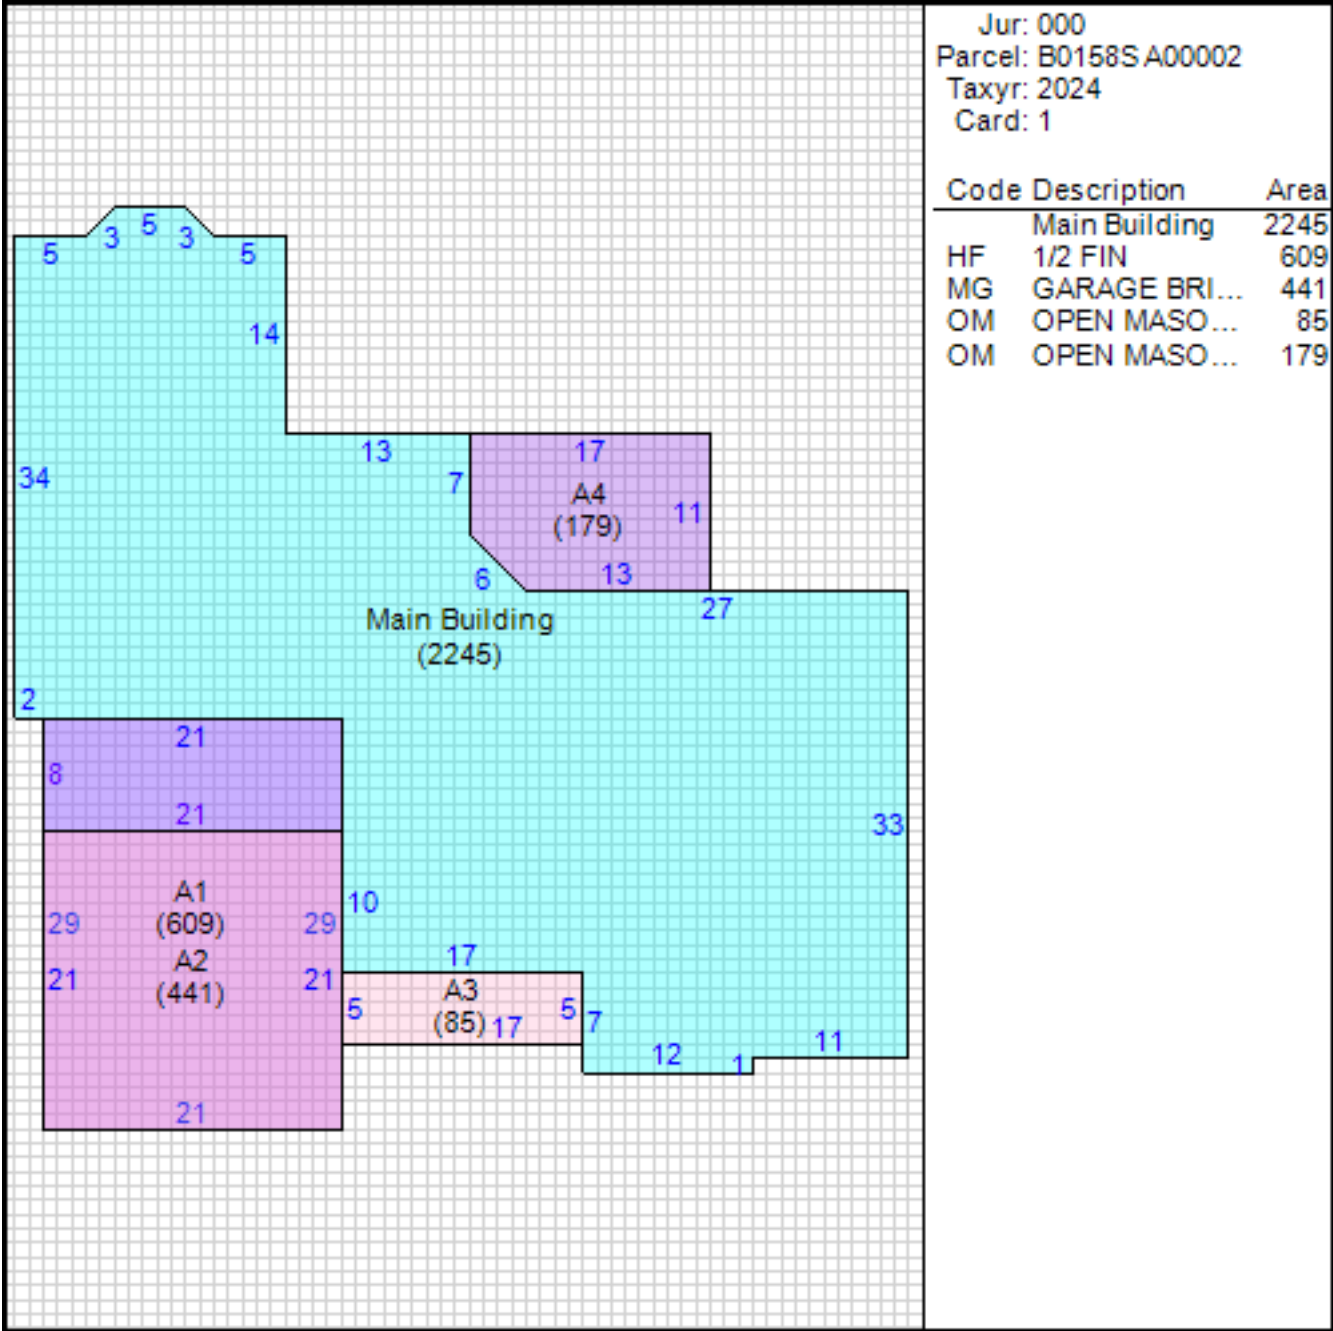 Jur: 000
Parcel: B0158S A00002
Taxyr: 2024
Card: 1
Code Description Area
Main Building 2245
HF 1/2 FIN 609
MG GARAGE BRI... 441
OM OPEN MASO... 85
OM OPEN MASO... 179
5 3 5 3 5
14
34
13
7
17
A4
(179)
11
6
13
27
Main Building
(2245)
2
21
8
21
33
A1
(609)
29 29
A2
(441)
21 21
10
17
A3
(85)
5 17 5
7
12
1
11
21